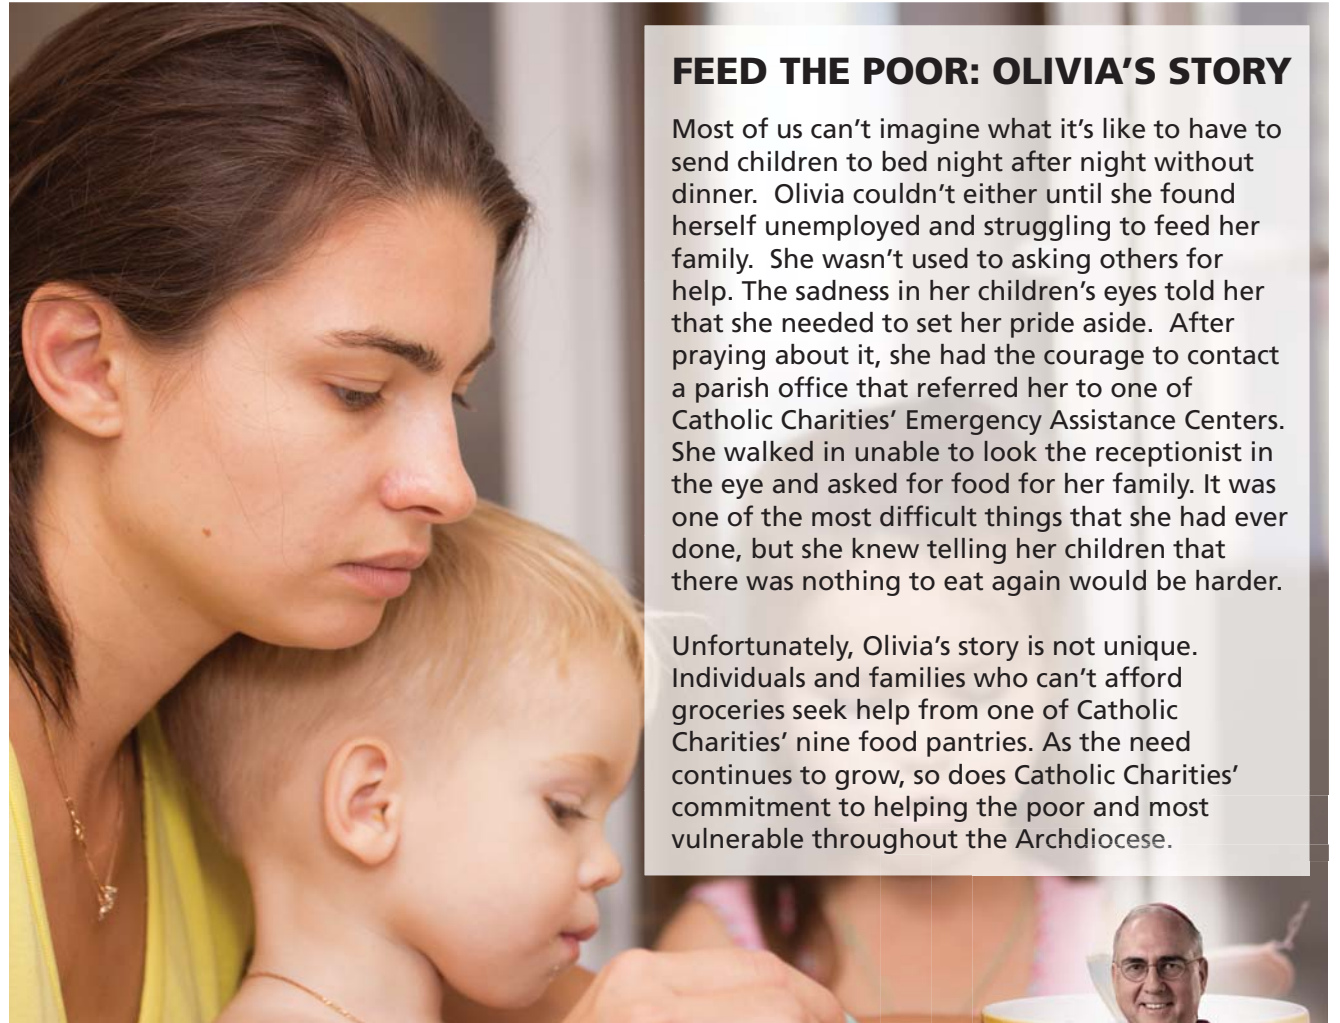 FEED THE POOR: OLIVIA’S STORY
Most of us can’t imagine what it’s like to have to
send children to bed night after night without
dinner.  Olivia couldn’t either until she found
herself unemployed and struggling to feed her
family.  She wasn’t used to asking others for
help. The sadness in her children’s eyes told her
that she needed to set her pride aside.  After
praying about it, she had the courage to contact
a parish office that referred her to one of
Catholic Charities’ Emergency Assistance Centers.
She walked in unable to look the receptionist in
the eye and asked for food for her family. It was
one of the most difficult things that she had ever
done, but she knew telling her children that
there was nothing to eat again would be harder.
Unfortunately, Olivia’s story is not unique.
Individuals and families who can’t afford
groceries seek help from one of Catholic
Charities’ nine food pantries. As the need
continues to grow, so does Catholic Charities’
commitment to helping the poor and most
vulnerable throughout the Archdiocese.